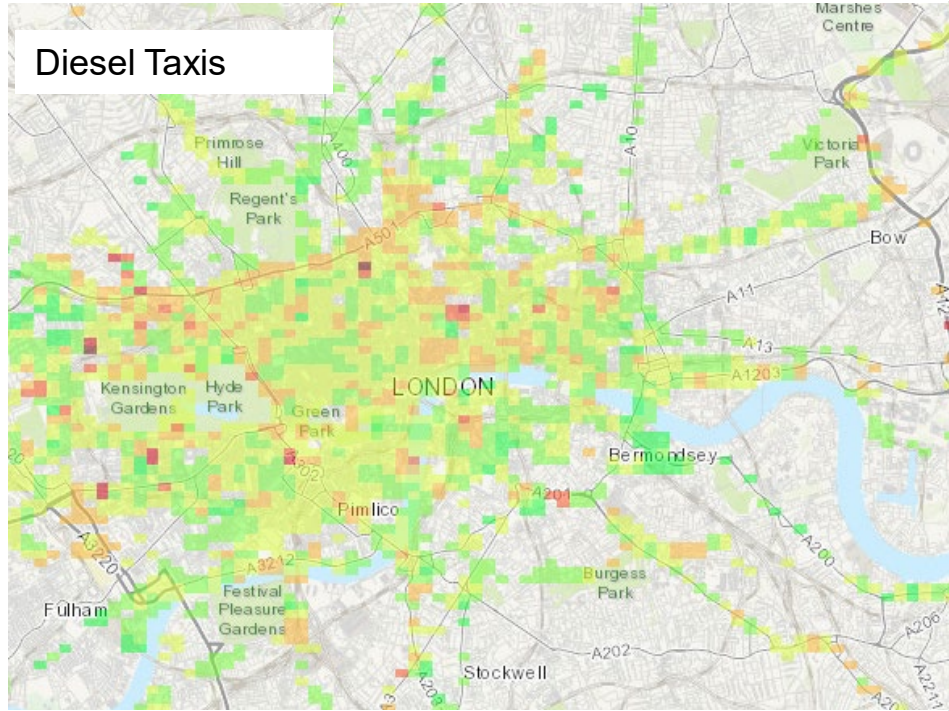 Marshes
Centre
Diesel Taxis
A10
Primrose
Hill
A400
Victoria
Park
Regent's
Park
A501
Bow
A11
A12
A13
A1203
LONDON
Kensington
Gardens
Hyde
Park
Green
Park
Bermondsey
A201
Pimlico
A200
A3220
A3212
Festival
Pleasure
Gardens
Burgess
Park
Fulham
A206
A202
Stockwell
A203